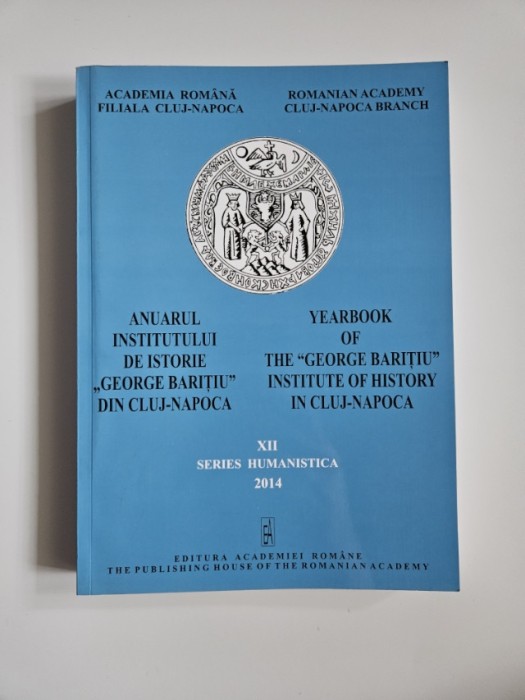 ACADEMIA ROMÂNĂ
FILIALA CLUJ-NAPOCA
ROMANIAN ACADEMY
CLUJ-NAPOCA BRANCH
ANUARUL
INSTITUTULUI
DE ISTORIE
„GEORGE BARIȚIU”
DIN CLUJ-NAPOCA
YEARBOOK
OF
THE “GEORGE BARIȚIU”
INSTITUTE OF HISTORY
IN CLUJ-NAPOCA
XII
SERIES HUMANISTICA
2014
EA
EDITURA ACADEMIEI ROMÂNE
THE PUBLISHING HOUSE OF THE ROMANIAN ACADEMY